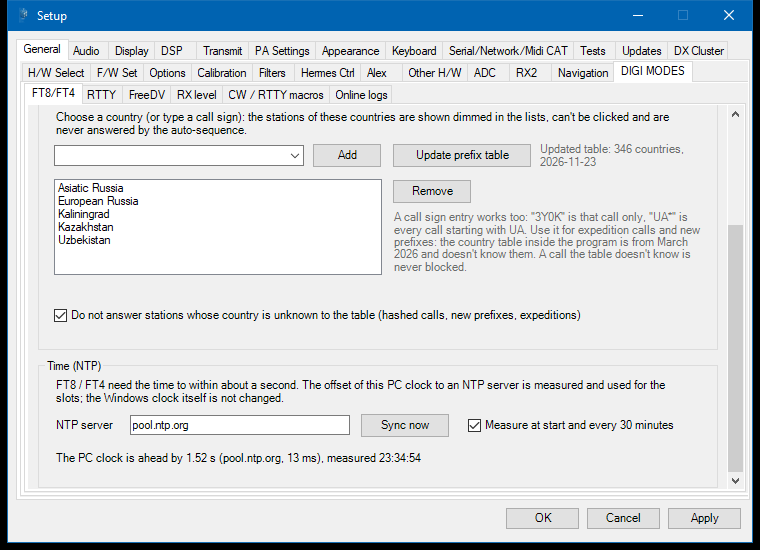 Setup
General Audio Display DSP Transmit PA Settings Appearance Keyboard Serial/Network/Midi CAT Tests Updates DX Cluster
H/W Select F/W Set Options Calibration Filters Hermes Ctrl Alex Other H/W ADC RX2 Navigation DIGI MODES
FT8/FT4 RTTY FreeDV RX level CW / RTTY macros Online logs
Choose a country (or type a call sign): the stations of these countries are shown dimmed in the lists, can't be clicked and are
never answered by the auto-sequence.
Add Update prefix table Updated table: 346 countries,
2026-11-23
Asiatic Russia
European Russia
Kaliningrad
Kazakhstan
Uzbekistan
Remove
A call sign entry works too: "3Y0K" is that call only, "UA*" is
every call starting with UA. Use it for expedition calls and new
prefixes: the country table inside the program is from March
2026 and doesn't know them. A call the table doesn't know is
never blocked.
Do not answer stations whose country is unknown to the table (hashed calls, new prefixes, expeditions)
Time (NTP)
FT8 / FT4 need the time to within about a second. The offset of this PC clock to an NTP server is measured and used for the
slots; the Windows clock itself is not changed.
NTP server pool.ntp.org Sync now Measure at start and every 30 minutes
The PC clock is ahead by 1.52 s (pool.ntp.org, 13 ms), measured 23:34:54
OK Cancel Apply